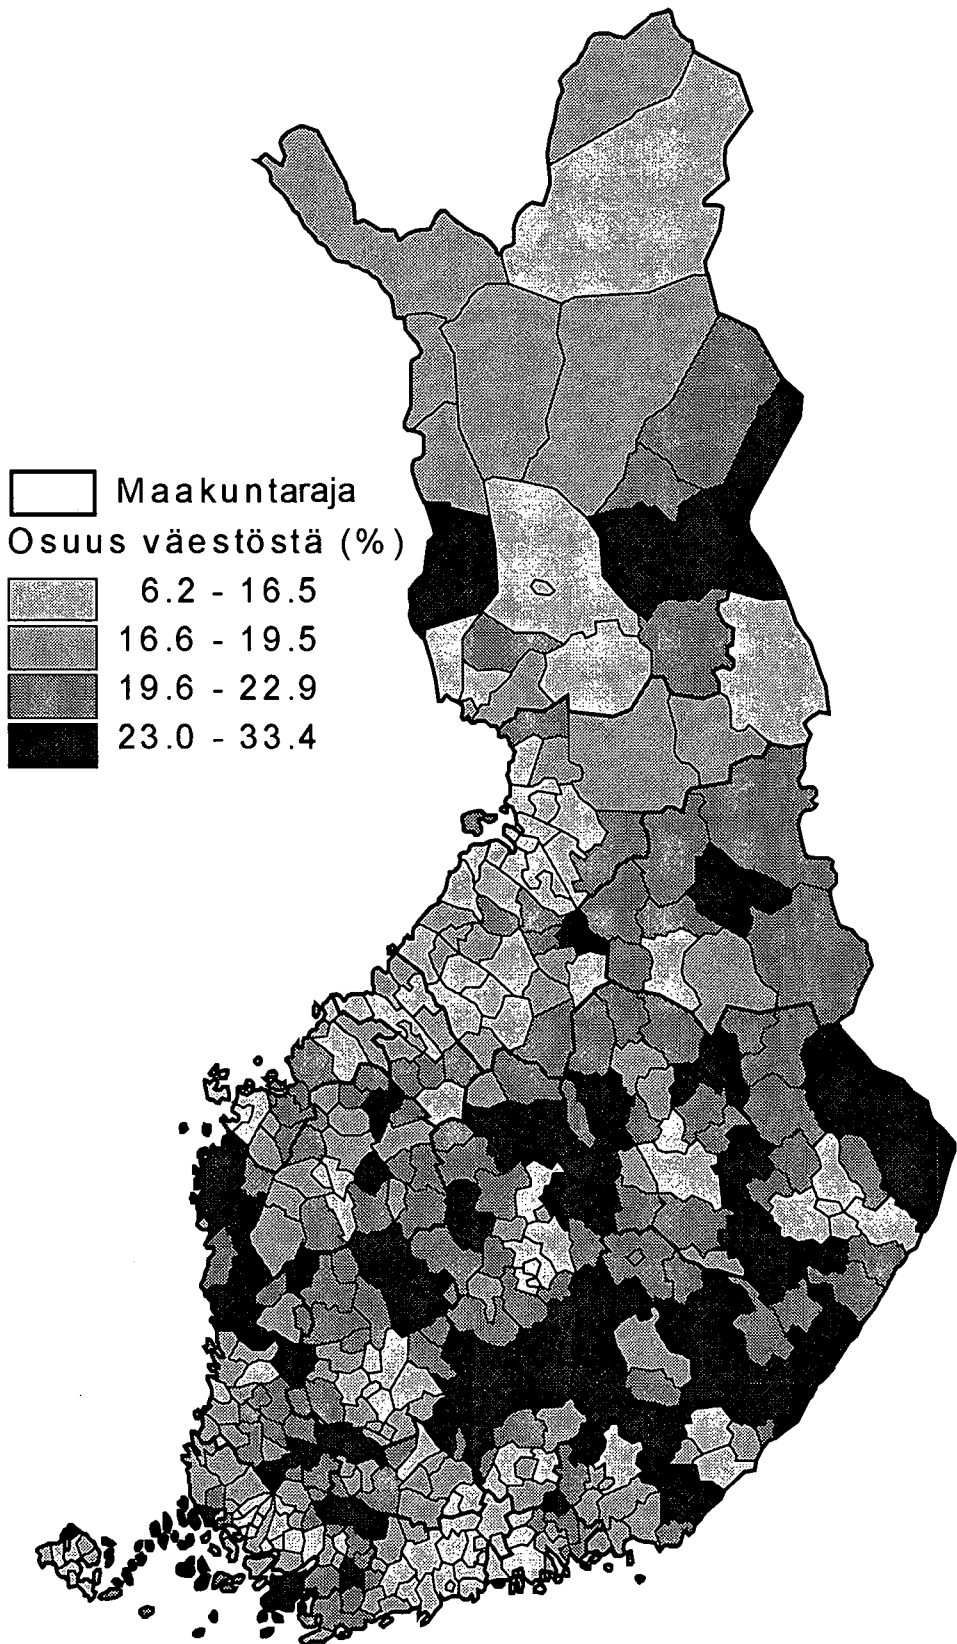 Maakuntaraja
Osuus väestöstä (%)
6.2 - 16.5
16.6 - 19.5
19.6 - 22.9
23.0 - 33.4